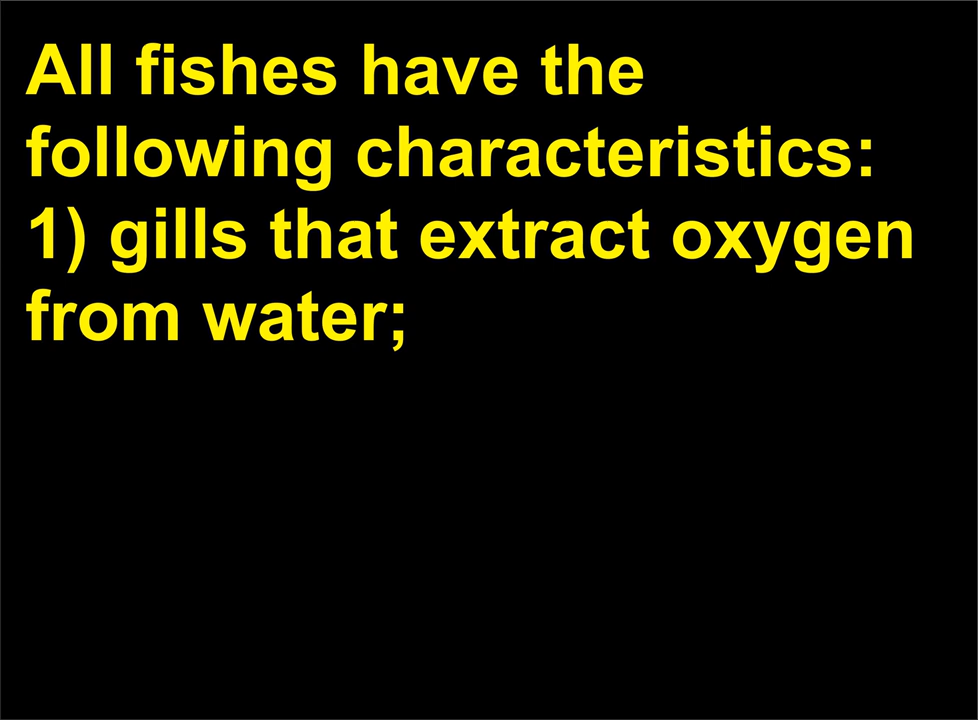 All fishes have the
following characteristics:
1) gills that extract oxygen
from water;